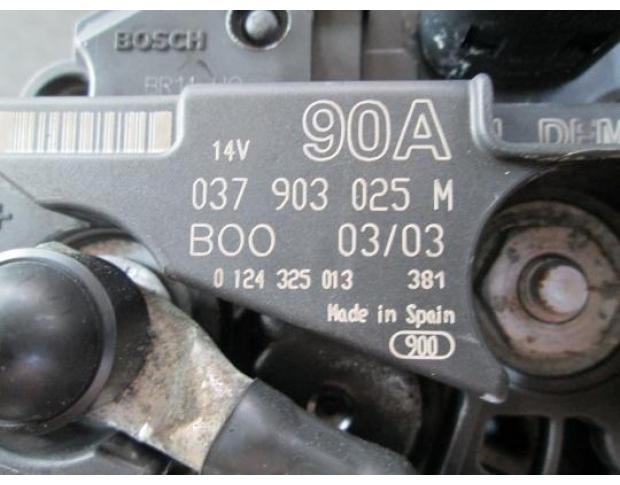 BOSCH
14V 90A
037 903 025 M
BOO 03/03
0 124 325 013 381
Made in Spain
900